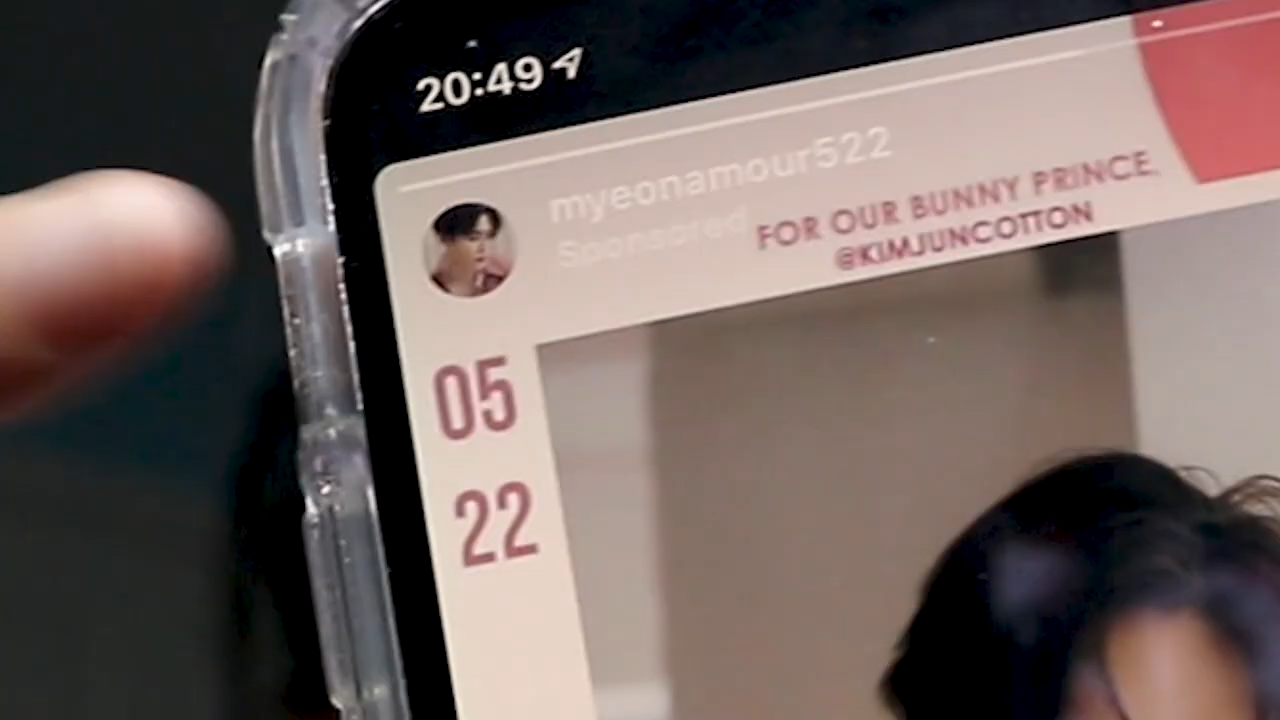 20:49
myeonamour522
Sponsored
FOR OUR BUNNY PRINCE,
@KIMJUNCOTTON
05
22